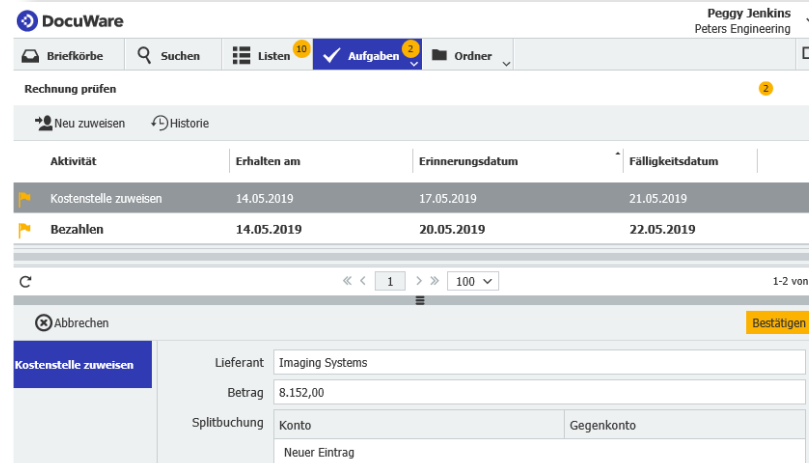 DocuWare
Peggy Jenkins
Peters Engineering
Briefkörbe Suchen Listen 10 Aufgaben 2 Ordner
Rechnung prüfen 2
Neu zuweisen Historie
Aktivität Erhalten am Erinnerungsdatum Fälligkeitsdatum
Kostenstelle zuweisen 14.05.2019 17.05.2019 21.05.2019
Bezahlen 14.05.2019 20.05.2019 22.05.2019
1 100 1-2 von
Abbrechen Bestätigen
Kostenstelle zuweisen
Lieferant Imaging Systems
Betrag 8.152,00
Splitbuchung Konto Gegenkonto
Neuer Eintrag